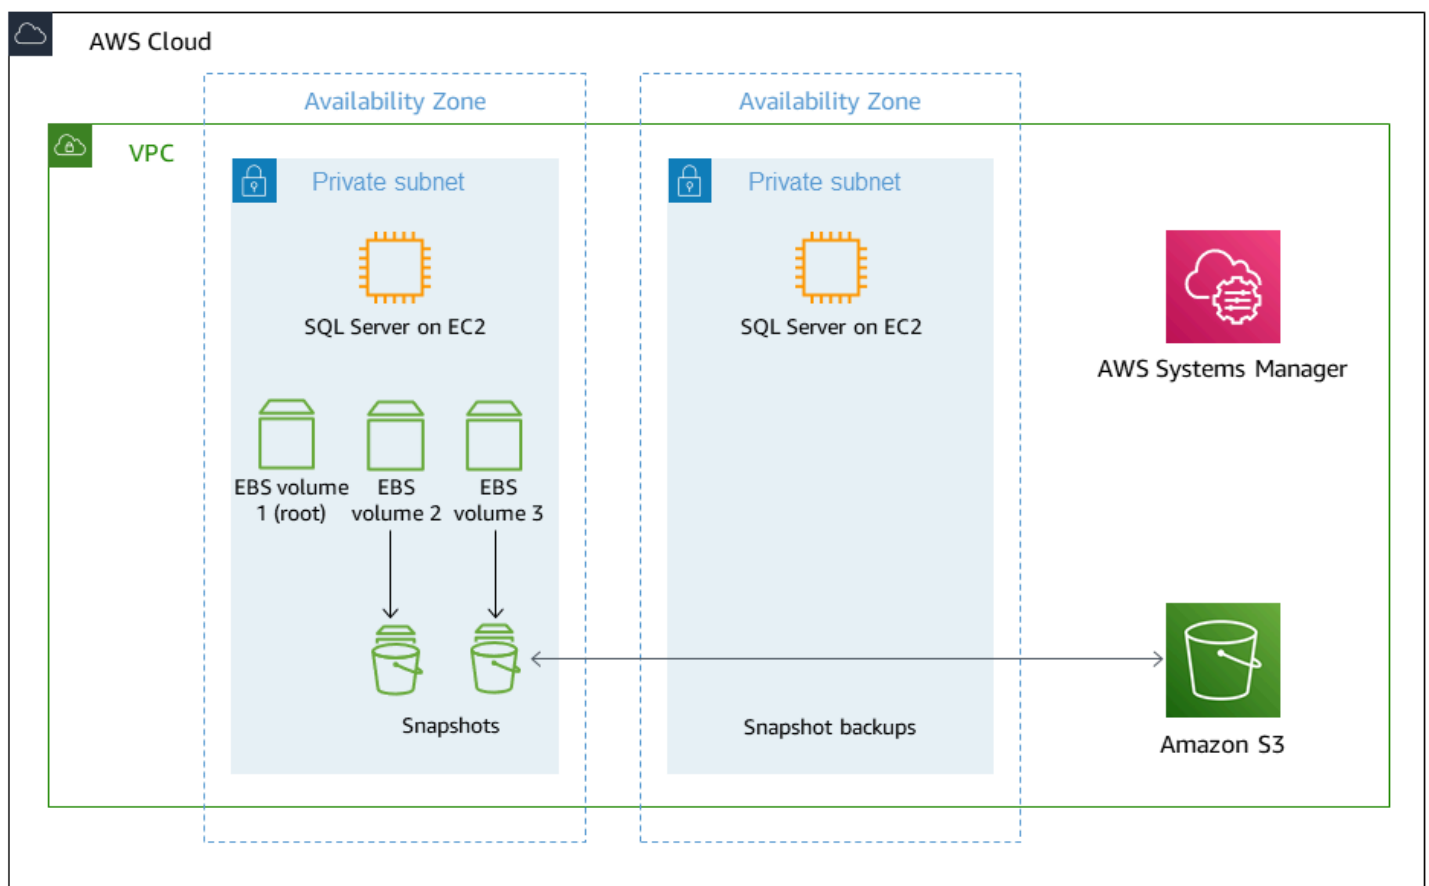 AWS Cloud
Availability Zone
Availability Zone
VPC
Private subnet
Private subnet
SQL Server on EC2
SQL Server on EC2
AWS Systems Manager
EBS volume
1 (root)
EBS
volume 2
EBS
volume 3
Snapshots
Snapshot backups
Amazon S3